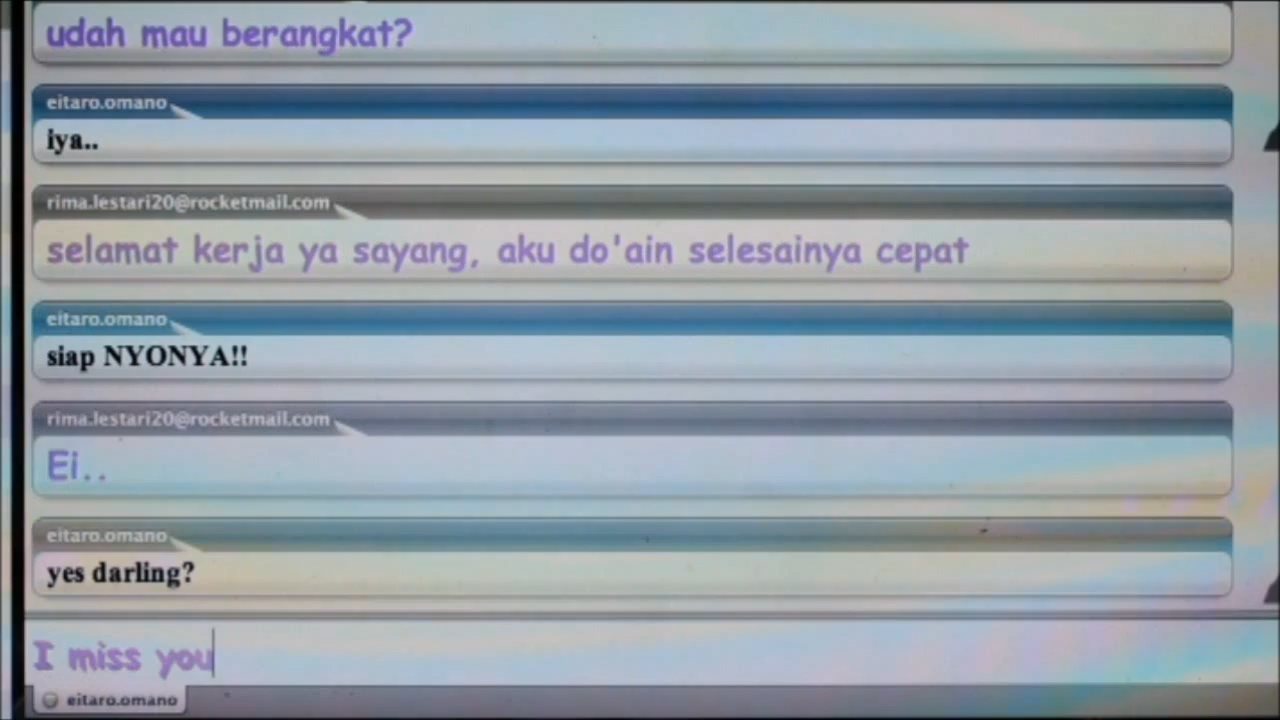 udah mau berangkat?
eitaro.omano
iya..
rima.lestari20@rocketmail.com
selamat kerja ya sayang, aku do'ain selesainya cepat
eitaro.omano
siap NYONYA!!
rima.lestari20@rocketmail.com
Ei..
eitaro.omano
yes darling?
I miss you
eitaro.omano